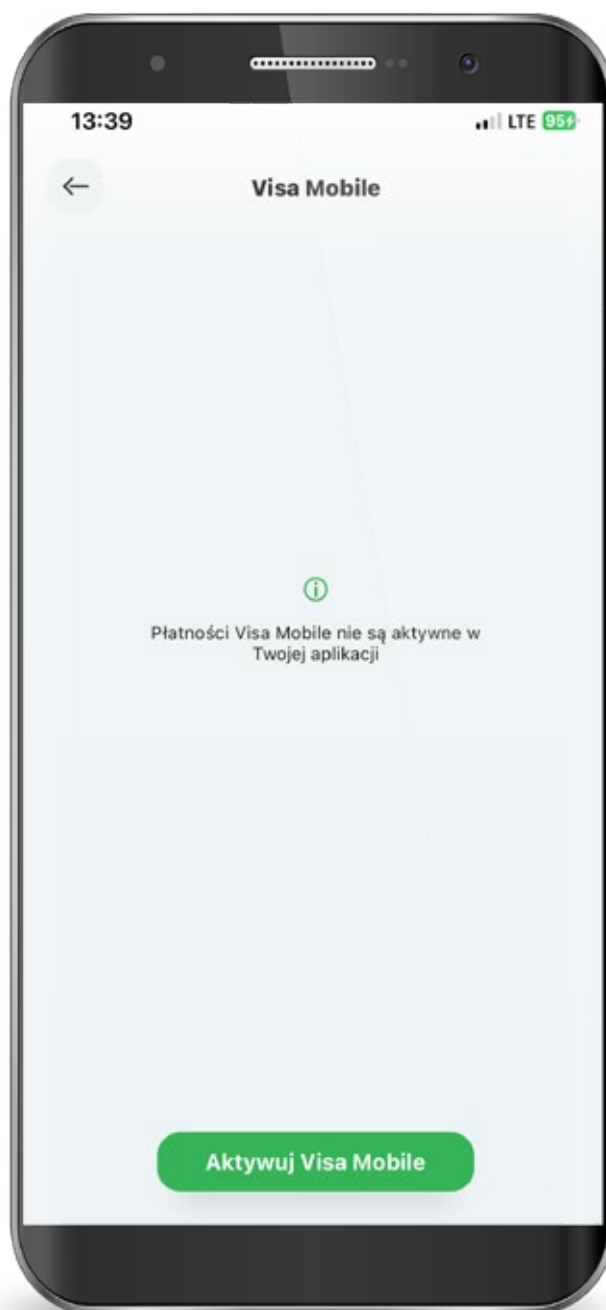 13:39
LTE 95
Visa Mobile
Płatności Visa Mobile nie są aktywne w
Twojej aplikacji
Aktywuj Visa Mobile